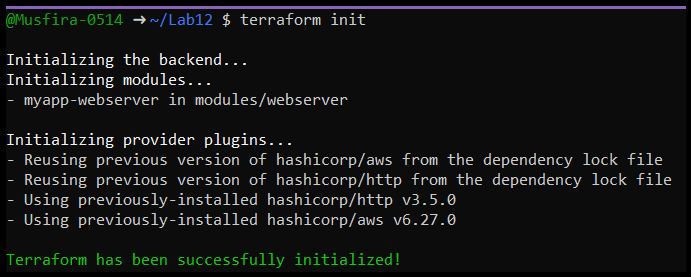 @Musfira-0514 ➜ ~/Lab12 $ terraform init
Initializing the backend...
Initializing modules...
- myapp-webserver in modules/webserver
Initializing provider plugins...
- Reusing previous version of hashicorp/aws from the dependency lock file
- Reusing previous version of hashicorp/http from the dependency lock file
- Using previously-installed hashicorp/http v3.5.0
- Using previously-installed hashicorp/aws v6.27.0
Terraform has been successfully initialized!